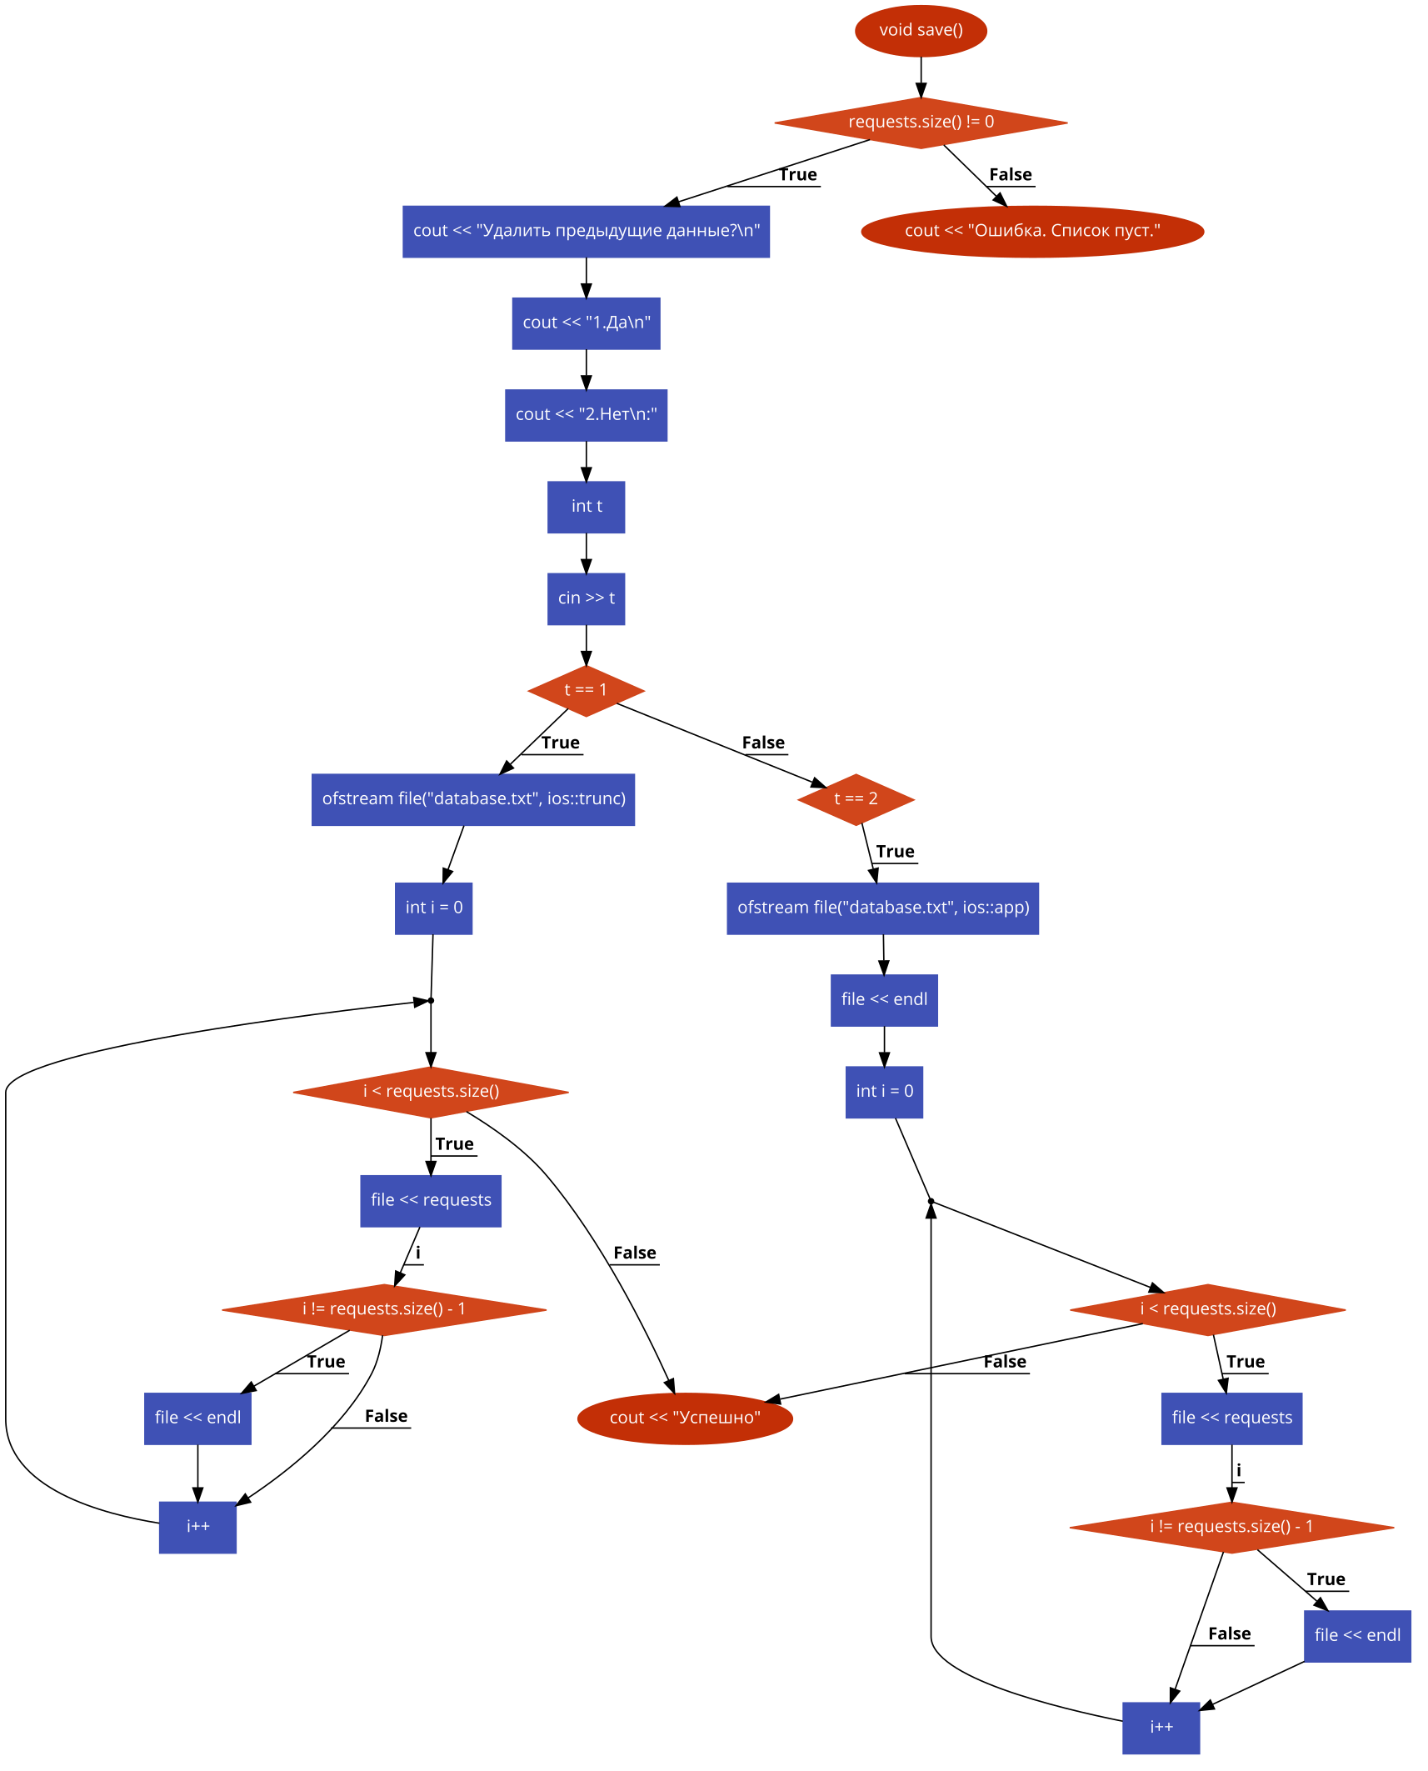 void save()
requests.size() != 0
True
False
cout << "Удалить предыдущие данные?\n"
cout << "Ошибка. Список пуст."
cout << "1.Да\n"
cout << "2.Нет\n:"
int t
cin >> t
t == 1
True
False
ofstream file("database.txt", ios::trunc)
t == 2
True
int i = 0
ofstream file("database.txt", ios::app)
file << endl
i < requests.size()
int i = 0
True
file << requests
i
False
i != requests.size() - 1
i < requests.size()
True
False
True
False
file << endl
cout << "Успешно"
file << requests
i
i++
i != requests.size() - 1
True
False
file << endl
i++